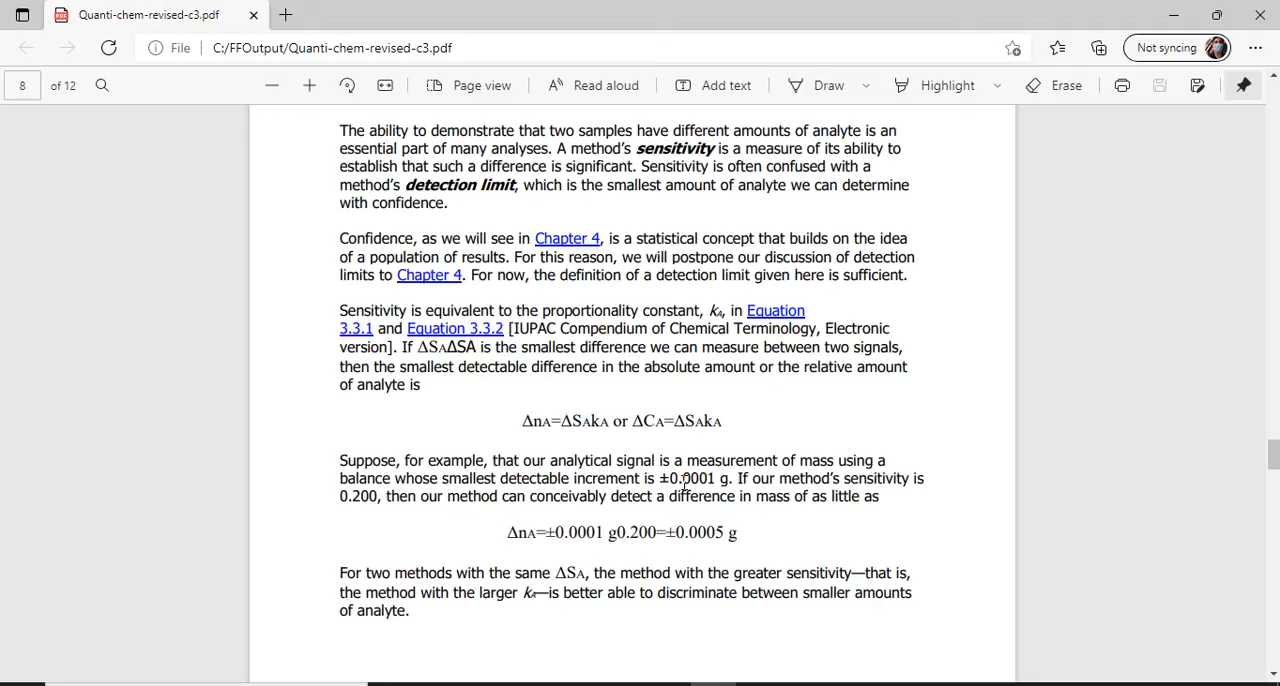 Quanti-chem-revised-c3.pdf
File C:/FFOutput/Quanti-chem-revised-c3.pdf Not syncing
8 of 12 Page view Read aloud Add text Draw Highlight Erase
The ability to demonstrate that two samples have different amounts of analyte is an
essential part of many analyses. A method's sensitivity is a measure of its ability to
establish that such a difference is significant. Sensitivity is often confused with a
method's detection limit, which is the smallest amount of analyte we can determine
with confidence.
Confidence, as we will see in Chapter 4, is a statistical concept that builds on the idea
of a population of results. For this reason, we will postpone our discussion of detection
limits to Chapter 4. For now, the definition of a detection limit given here is sufficient.
Sensitivity is equivalent to the proportionality constant, kA, in Equation
3.3.1 and Equation 3.3.2 [IUPAC Compendium of Chemical Terminology, Electronic
version]. If ΔSAΔSA is the smallest difference we can measure between two signals,
then the smallest detectable difference in the absolute amount or the relative amount
of analyte is
ΔnA=ΔSAkA or ΔCA=ΔSAkA
Suppose, for example, that our analytical signal is a measurement of mass using a
balance whose smallest detectable increment is ±0.0001 g. If our method's sensitivity is
0.200, then our method can conceivably detect a difference in mass of as little as
ΔnA=±0.0001 g0.200=±0.0005 g
For two methods with the same ΔSA, the method with the greater sensitivity—that is,
the method with the larger kA—is better able to discriminate between smaller amounts
of analyte.